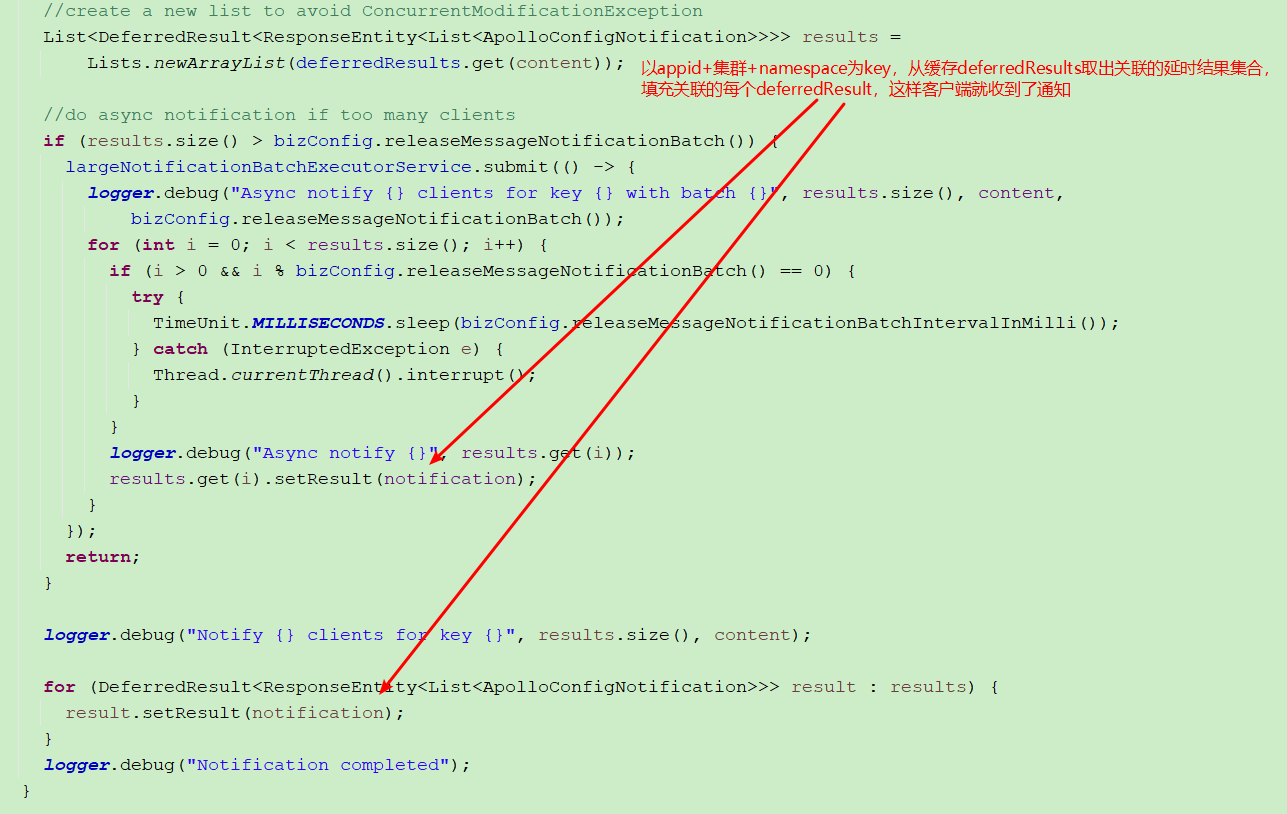 //create a new list to avoid ConcurrentModificationException
List<DeferredResult<ResponseEntity<List<ApolloConfigNotification>>>> results =
Lists.newArrayList(deferredResults.get(content));
以appid+集群+namespace为key，从缓存deferredResults取出关联的延时结果集合，
填充关联的每个deferredResult，这样客户端就收到了通知
//do async notification if too many clients
if (results.size() > bizConfig.releaseMessageNotificationBatch()) {
largeNotificationBatchExecutorService.submit(() -> {
logger.debug("Async notify {} clients for key {} with batch {}", results.size(), content,
bizConfig.releaseMessageNotificationBatch());
for (int i = 0; i < results.size(); i++) {
if (i > 0 && i % bizConfig.releaseMessageNotificationBatch() == 0) {
try {
TimeUnit.MILLISECONDS.sleep(bizConfig.releaseMessageNotificationBatchIntervalInMilli());
} catch (InterruptedException e) {
Thread.currentThread().interrupt();
}
}
logger.debug("Async notify {}", results.get(i));
results.get(i).setResult(notification);
}
});
return;
}
logger.debug("Notify {} clients for key {}", results.size(), content);
for (DeferredResult<ResponseEntity<List<ApolloConfigNotification>>> result : results) {
result.setResult(notification);
}
logger.debug("Notification completed");
}